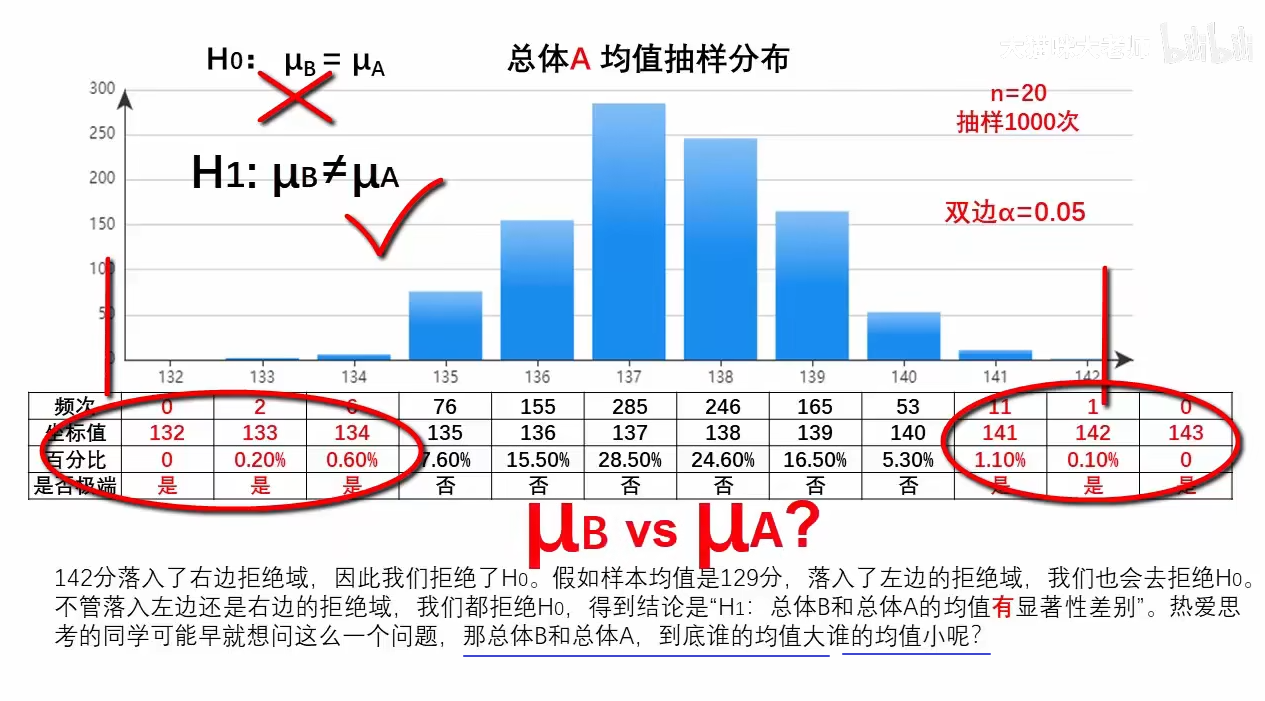 H0： μB = μA
总体A 均值抽样分布
bilibili
n=20
抽样1000次
H1: μB≠μA
双边α=0.05
300
250
200
150
100
50
0
132 133 134 135 136 137 138 139 140 141 142
频次 0 2 6 76 155 285 246 165 53 11 1 0
坐标值 132 133 134 135 136 137 138 139 140 141 142 143
百分比 0 0.20% 0.60% 7.60% 15.50% 28.50% 24.60% 16.50% 5.30% 1.10% 0.10% 0
是否极端 是 是 是 否 否 否 否 否 否 是 是 是
μB vs μA?
142分落入了右边拒绝域，因此我们拒绝了H0。假如样本均值是129分，落入了左边的拒绝域，我们也会去拒绝H0。
不管落入左边还是右边的拒绝域，我们都拒绝H0，得到结论是“H1：总体B和总体A的均值有显著性差别”。热爱思
考的同学可能早就想问这么一个问题，那总体B和总体A，到底谁的均值大谁的均值小呢？